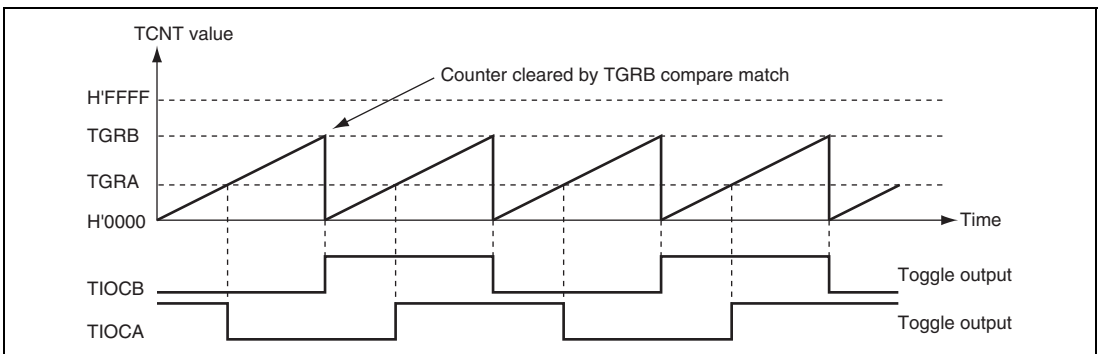 TCNT value
Counter cleared by TGRB compare match
H'FFFF
TGRB
TGRA
H'0000
Time
TIOCB
Toggle output
TIOCA
Toggle output